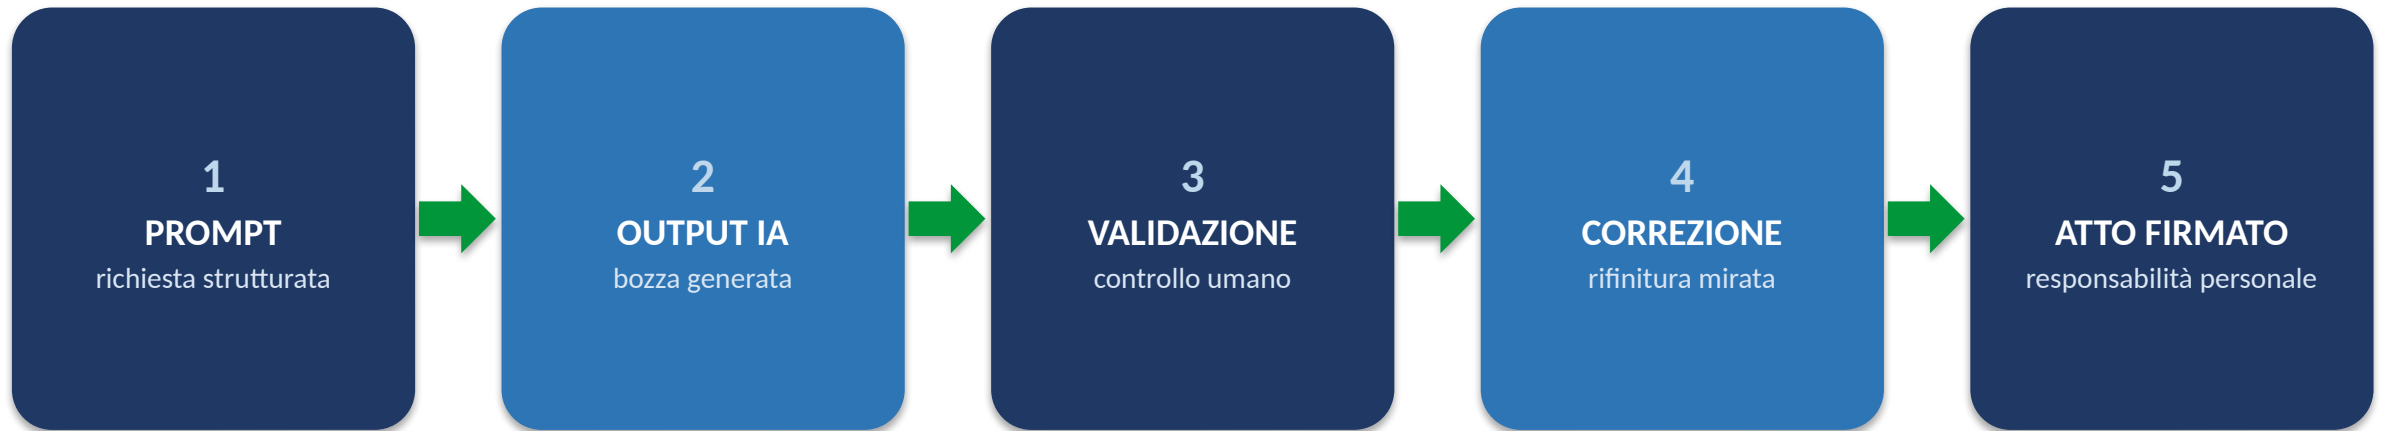 1
PROMPT
richiesta strutturata
2
OUTPUT IA
bozza generata
3
VALIDAZIONE
controllo umano
4
CORREZIONE
rifinitura mirata
5
ATTO FIRMATO
responsabilità personale